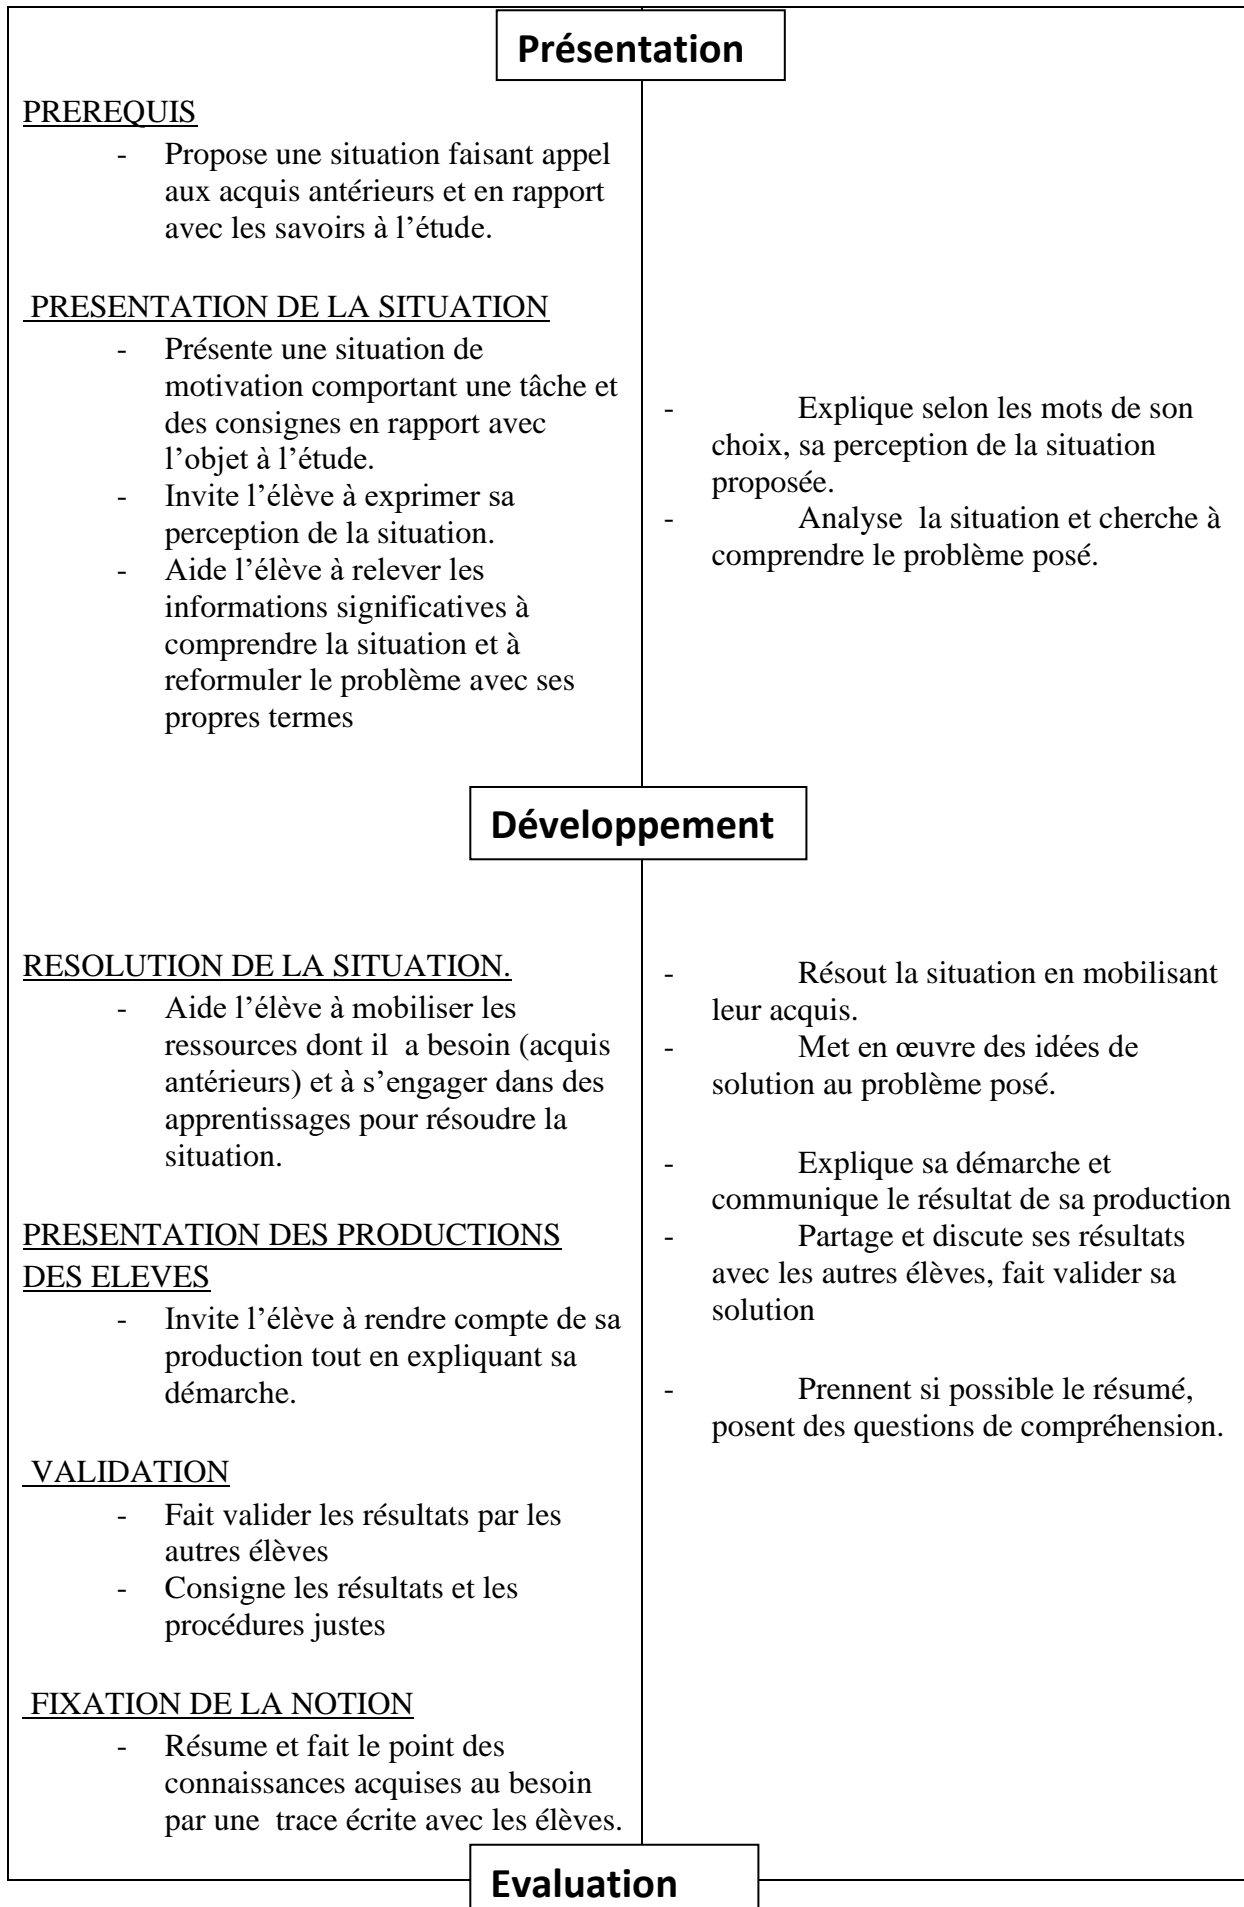 Présentation
PREREQUIS
- Propose une situation faisant appel
aux acquis antérieurs et en rapport
avec les savoirs à l’étude.
PRESENTATION DE LA SITUATION
- Présente une situation de
motivation comportant une tâche et
des consignes en rapport avec
l’objet à l’étude.
- Invite l’élève à exprimer sa
perception de la situation.
- Aide l’élève à relever les
informations significatives à
comprendre la situation et à
reformuler le problème avec ses
propres termes
- Explique selon les mots de son
choix, sa perception de la situation
proposée.
- Analyse la situation et cherche à
comprendre le problème posé.
Développement
RESOLUTION DE LA SITUATION.
- Aide l’élève à mobiliser les
ressources dont il a besoin (acquis
antérieurs) et à s’engager dans des
apprentissages pour résoudre la
situation.
PRESENTATION DES PRODUCTIONS
DES ELEVES
- Invite l’élève à rendre compte de sa
production tout en expliquant sa
démarche.
VALIDATION
- Fait valider les résultats par les
autres élèves
- Consigne les résultats et les
procédures justes
FIXATION DE LA NOTION
- Résume et fait le point des
connaissances acquises au besoin
par une trace écrite avec les élèves.
- Résout la situation en mobilisant
leur acquis.
- Met en œuvre des idées de
solution au problème posé.
- Explique sa démarche et
communique le résultat de sa production
- Partage et discute ses résultats
avec les autres élèves, fait valider sa
solution
- Prennent si possible le résumé,
posent des questions de compréhension.
Evaluation